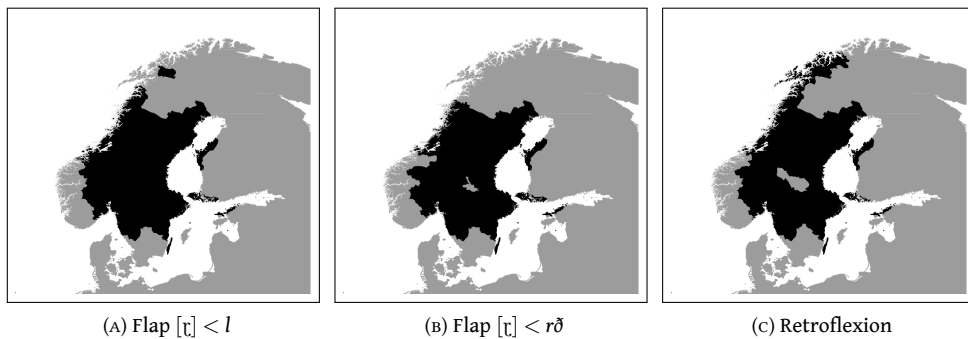 (A) Flap [ɽ] < l
(B) Flap [ɽ] < rð
(C) Retroflexion